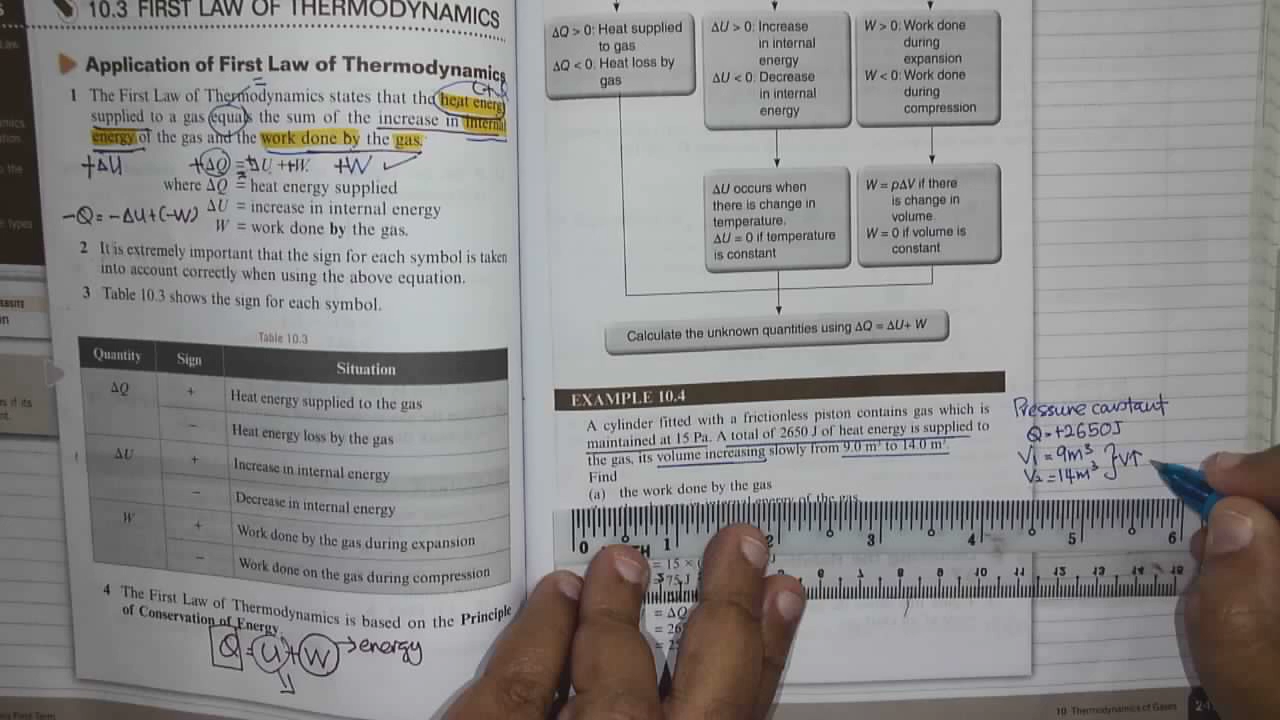 10.3 FIRST LAW OF THERMODYNAMICS
Application of First Law of Thermodynamics
1 The First Law of Thermodynamics states that the heat energy
supplied to a gas equals the sum of the increase in internal
energy of the gas and the work done by the gas.
+ΔU +ΔQ = +ΔU ++W +W
where ΔQ = heat energy supplied
-Q = -ΔU+(-W) ΔU = increase in internal energy
W = work done by the gas.
2 It is extremely important that the sign for each symbol is taken
into account correctly when using the above equation.
3 Table 10.3 shows the sign for each symbol.
Table 10.3
Quantity Sign Situation
ΔQ + Heat energy supplied to the gas
− Heat energy loss by the gas
ΔU + Increase in internal energy
− Decrease in internal energy
W + Work done by the gas during expansion
− Work done on the gas during compression
4 The First Law of Thermodynamics is based on the Principle
of Conservation of Energy
Q = U + W → energy
ΔQ > 0: Heat supplied
to gas
ΔQ < 0: Heat loss by
gas
ΔU > 0: Increase
in internal
energy
ΔU < 0: Decrease
in internal
energy
W > 0: Work done
during
expansion
W < 0: Work done
during
compression
ΔU occurs when
there is change in
temperature.
ΔU = 0 if temperature
is constant
W = pΔV if there
is change in
volume.
W = 0 if volume is
constant
Calculate the unknown quantities using ΔQ = ΔU+ W
EXAMPLE 10.4
A cylinder fitted with a frictionless piston contains gas which is
maintained at 15 Pa. A total of 2650 J of heat energy is supplied to
the gas, its volume increasing slowly from 9.0 m³ to 14.0 m³.
Find
(a) the work done by the gas
internal energy of the gas
Pressure constant
Q = +2650J
V₁ = 9m³
V₂ = 14m³ } V↑
0 1 2 3 4 5 6
6 7 8 9 10 11 12 13 14 15
= 15 ×
= 75 J
= ΔQ
= 26
= 2
10 Thermodynamics of Gases